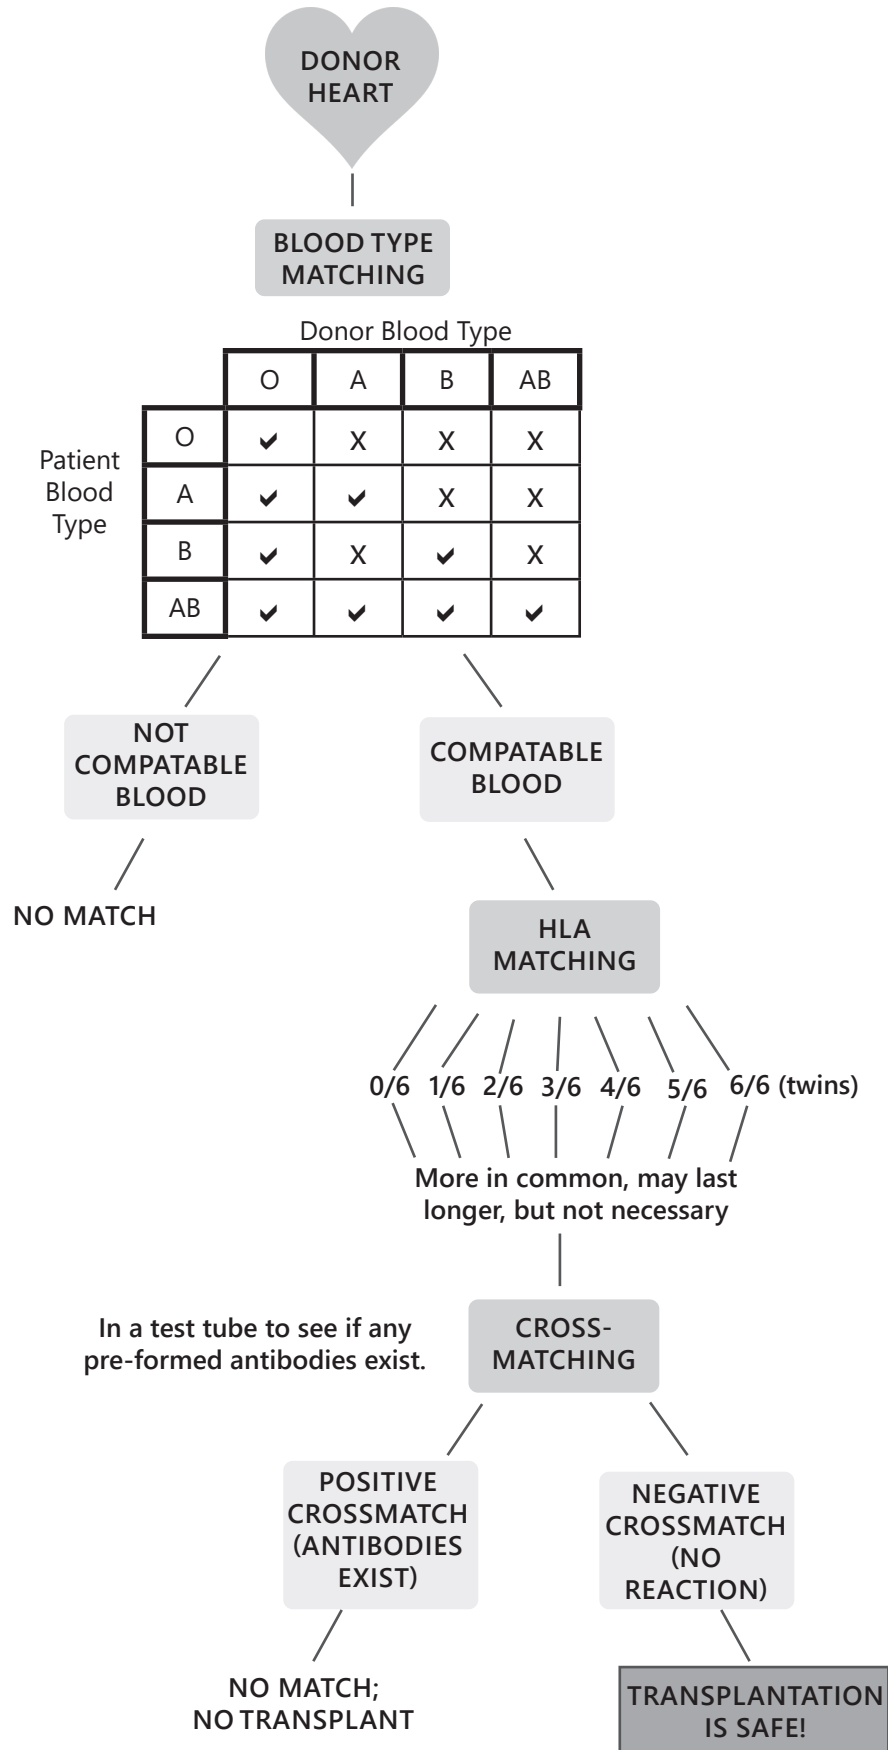 DONOR
HEART
BLOOD TYPE
MATCHING
Donor Blood Type
O A B AB
Patient
Blood
Type
O ✔ X X X
A ✔ ✔ X X
B ✔ X ✔ X
AB ✔ ✔ ✔ ✔
NOT
COMPATABLE
BLOOD
COMPATABLE
BLOOD
NO MATCH
HLA
MATCHING
0/6 1/6 2/6 3/6 4/6 5/6 6/6 (twins)
More in common, may last
longer, but not necessary
In a test tube to see if any
pre-formed antibodies exist.
CROSS-
MATCHING
POSITIVE
CROSSMATCH
(ANTIBODIES
EXIST)
NEGATIVE
CROSSMATCH
(NO
REACTION)
NO MATCH;
NO TRANSPLANT
TRANSPLANTATION
IS SAFE!